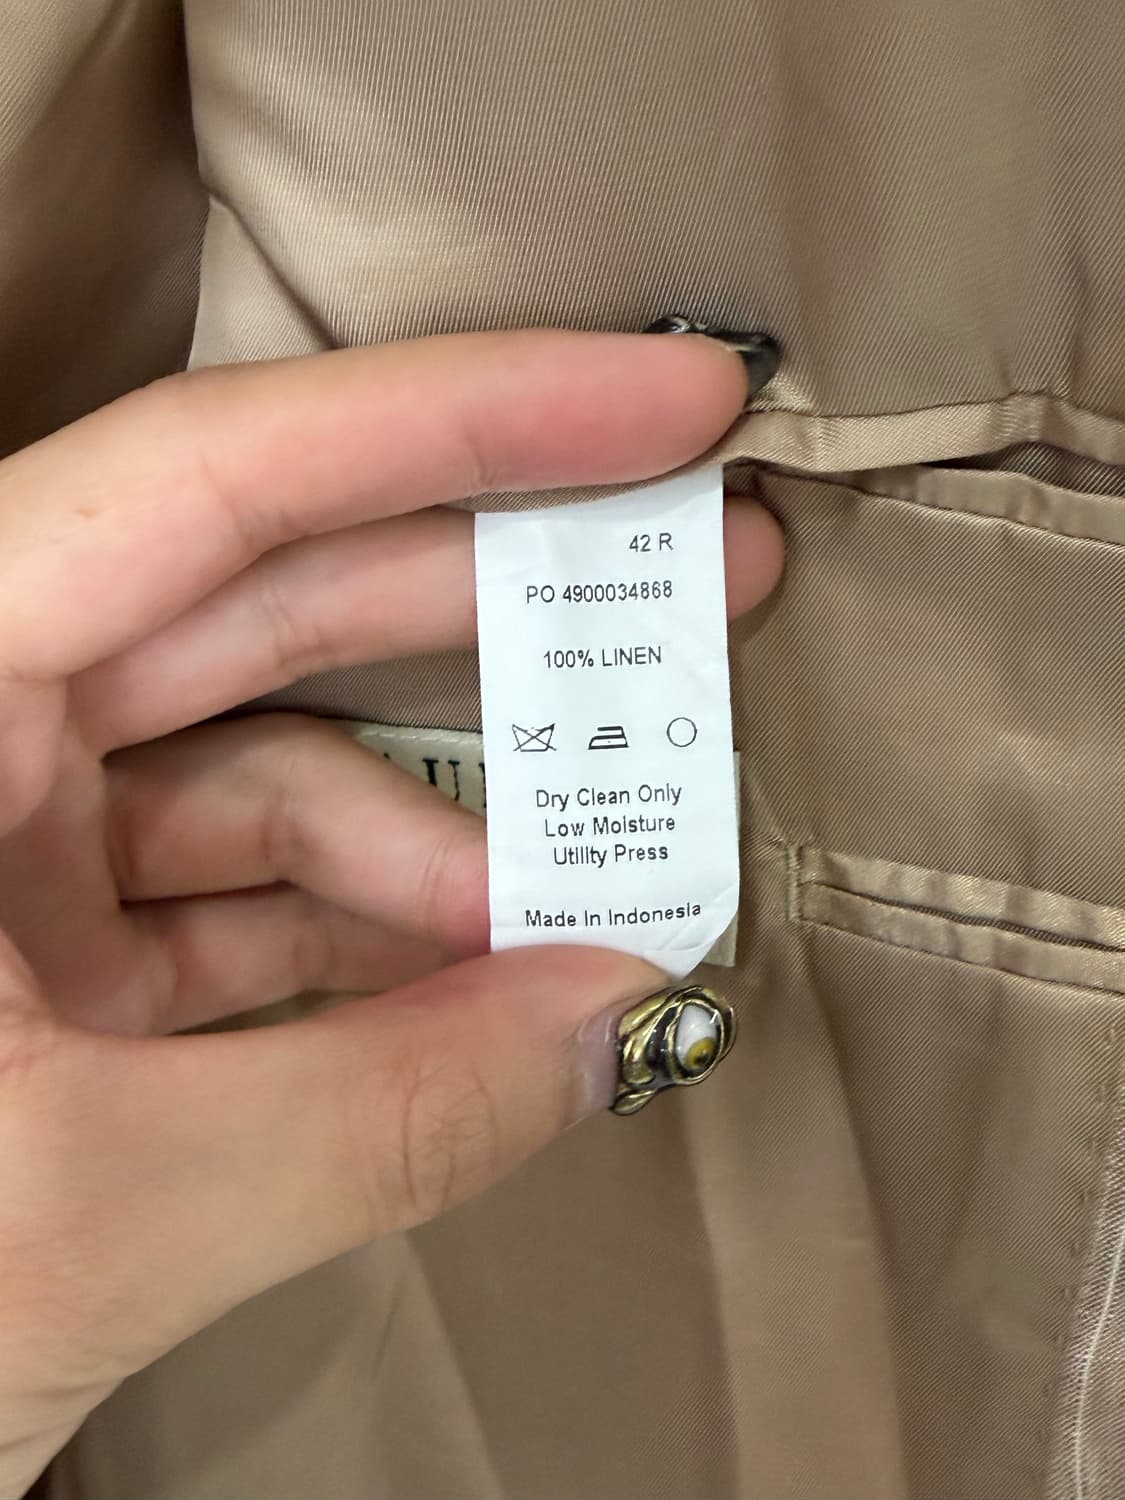 42 R
PO 4900034868
100% LINEN
Dry Clean Only
Low Moisture
Utility Press
Made In Indonesia